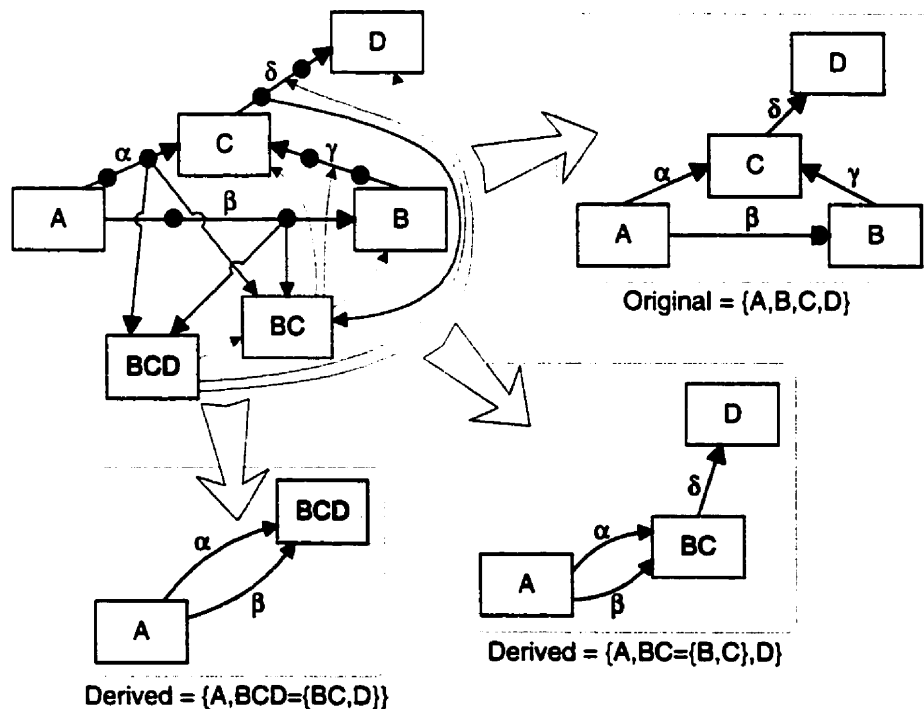 D
δ
C
α
γ
A
β
B
BC
BCD
D
δ
C
α
γ
A
β
B
Original = {A,B,C,D}
D
δ
α
BC
A
β
Derived = {A,BC={B,C},D}
BCD
α
β
A
Derived = {A,BCD={BC,D}}